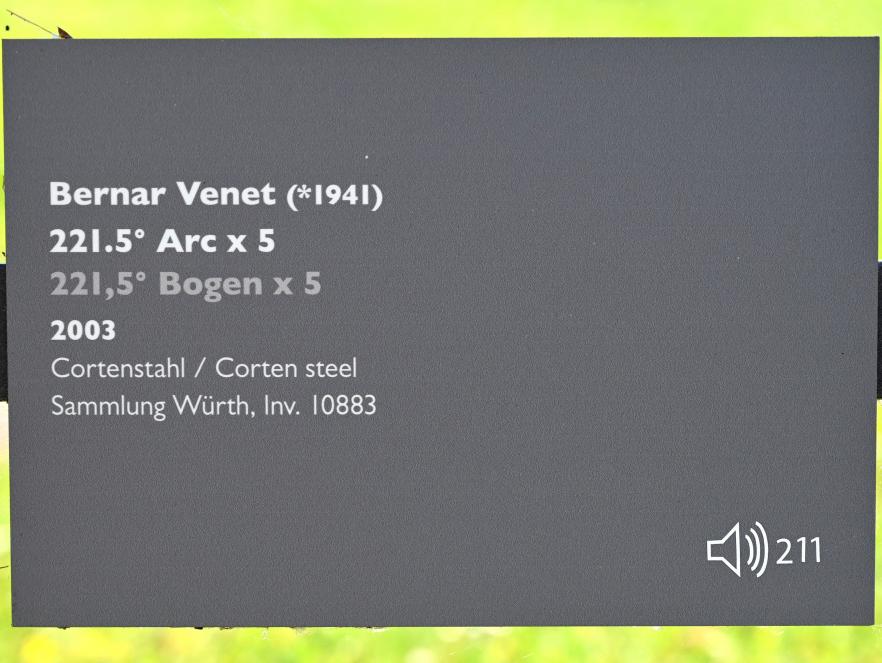 Bernar Venet (*1941)
221.5° Arc x 5
221,5° Bogen x 5
2003
Cortenstahl / Corten steel
Sammlung Würth, Inv. 10883
211